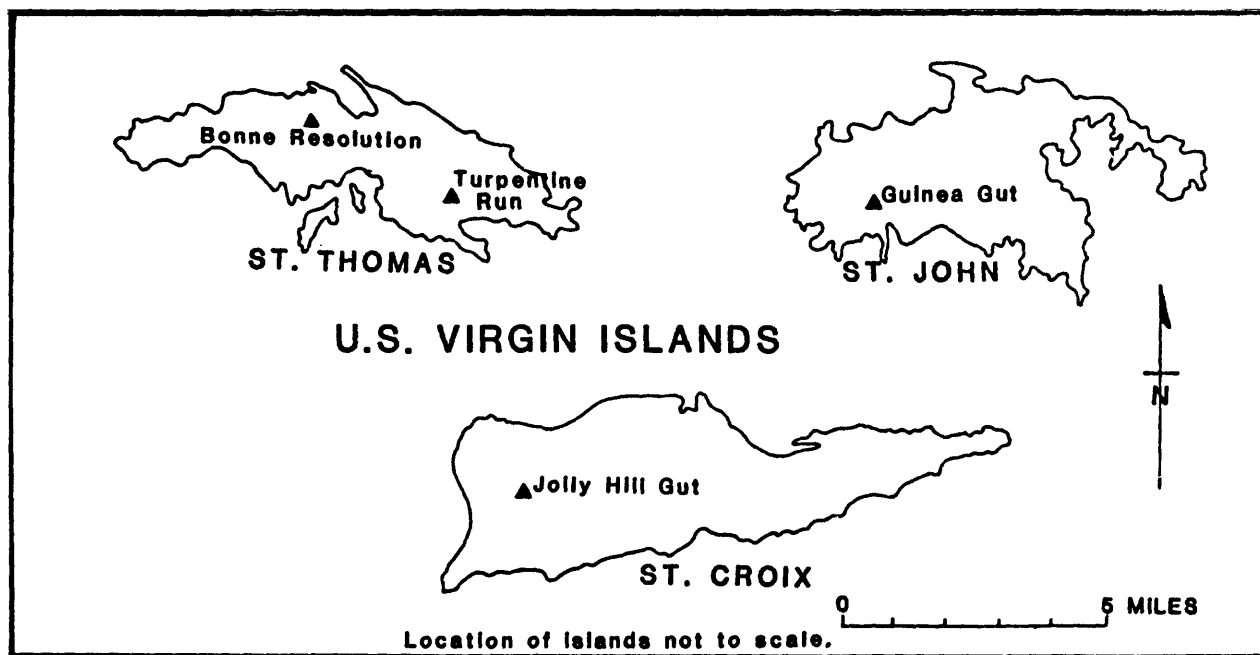 Bonne Resolution
Turpentine
Run
ST. THOMAS
Guinea Gut
ST. JOHN
U.S. VIRGIN ISLANDS
N
Jolly Hill Gut
ST. CROIX
0 5 MILES
Location of islands not to scale.